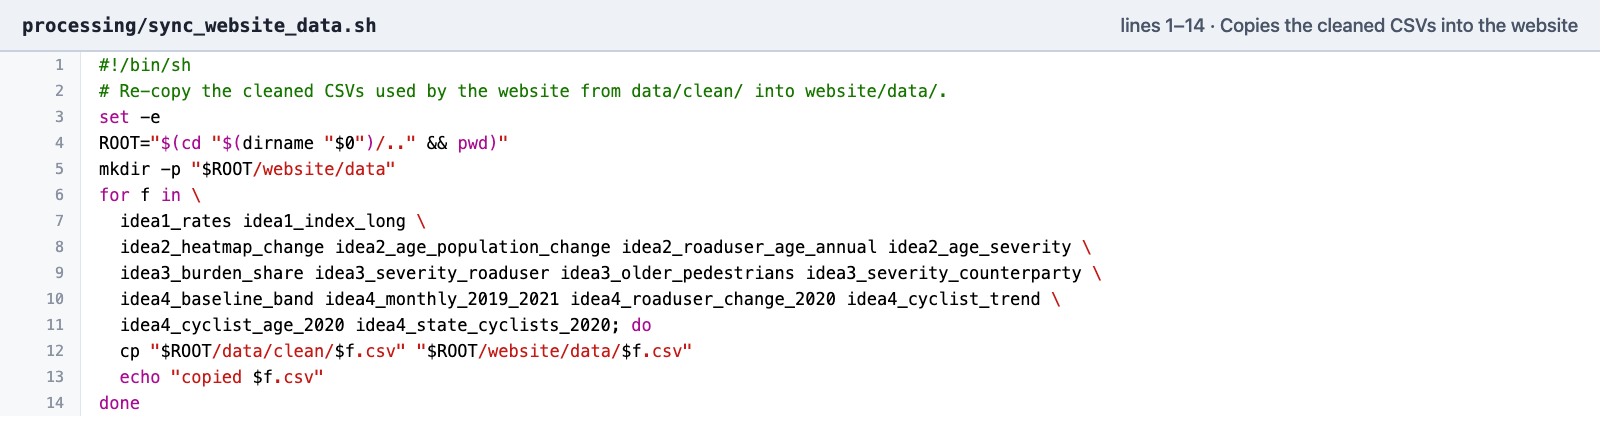 processing/sync_website_data.sh
lines 1–14 · Copies the cleaned CSVs into the website
1 #!/bin/sh
2 # Re-copy the cleaned CSVs used by the website from data/clean/ into website/data/.
3 set -e
4 ROOT="$(cd "$(dirname "$0")/.." && pwd)"
5 mkdir -p "$ROOT/website/data"
6 for f in \
7   idea1_rates idea1_index_long \
8   idea2_heatmap_change idea2_age_population_change idea2_roaduser_age_annual idea2_age_severity \
9   idea3_burden_share idea3_severity_roaduser idea3_older_pedestrians idea3_severity_counterparty \
10   idea4_baseline_band idea4_monthly_2019_2021 idea4_roaduser_change_2020 idea4_cyclist_trend \
11   idea4_cyclist_age_2020 idea4_state_cyclists_2020; do
12   cp "$ROOT/data/clean/$f.csv" "$ROOT/website/data/$f.csv"
13   echo "copied $f.csv"
14 done